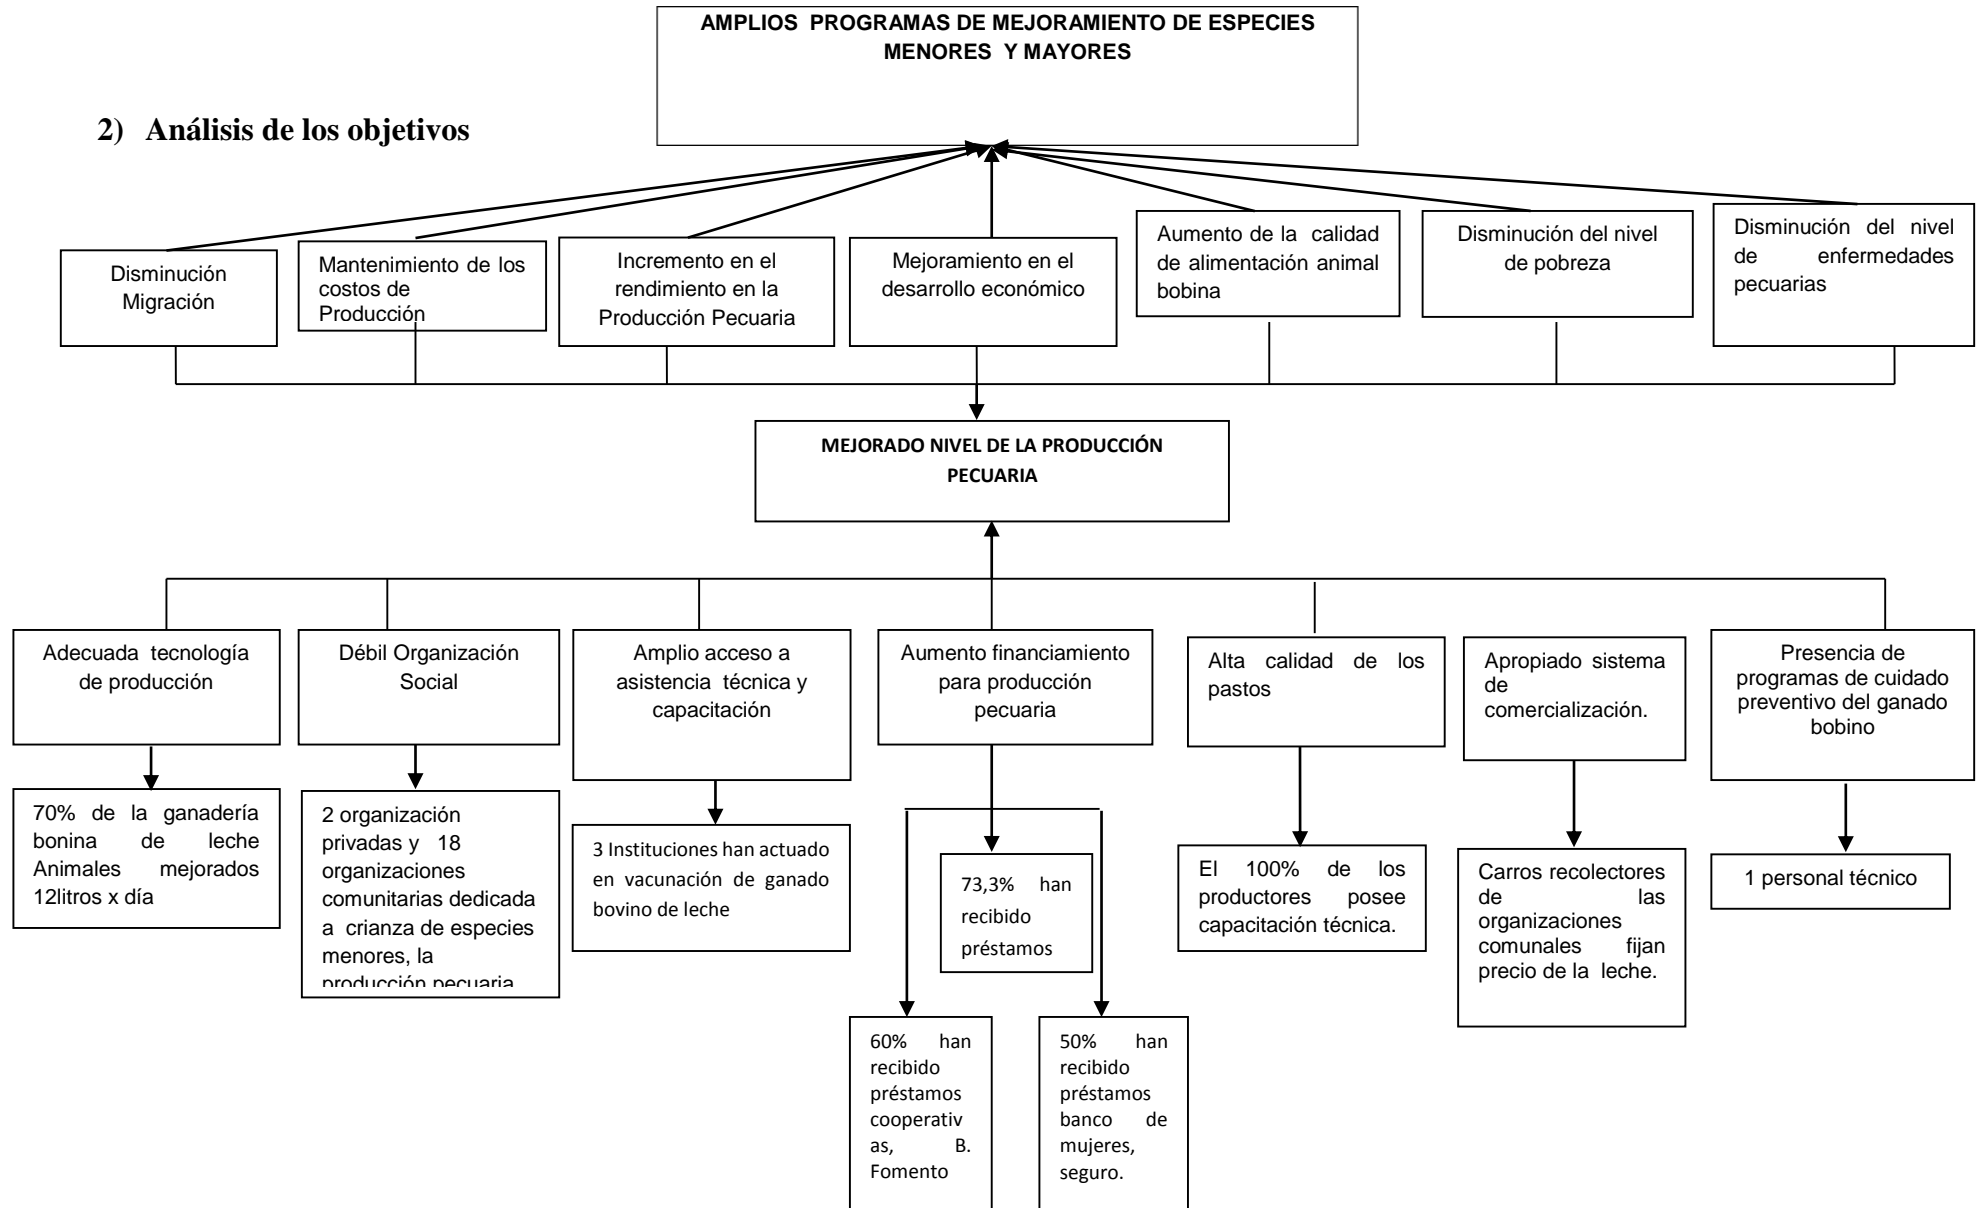 AMPLIOS PROGRAMAS DE MEJORAMIENTO DE ESPECIES
MENORES Y MAYORES
2) Análisis de los objetivos
Disminución
Migración
Mantenimiento de los
costos de
Producción
Incremento en el
rendimiento en la
Producción Pecuaria
Mejoramiento en el
desarrollo económico
Aumento de la calidad
de alimentación animal
bobina
Disminución del nivel
de pobreza
Disminución del nivel
de enfermedades
pecuarias
MEJORADO NIVEL DE LA PRODUCCIÓN
PECUARIA
Adecuada tecnología
de producción
Débil Organización
Social
Amplio acceso a
asistencia técnica y
capacitación
Aumento financiamiento
para producción
pecuaria
Alta calidad de los
pastos
Apropiado sistema
de
comercialización.
Presencia de
programas de cuidado
preventivo del ganado
bobino
70% de la ganadería
bonina de leche
Animales mejorados
12litros x día
2 organización
privadas y 18
organizaciones
comunitarias dedicada
a crianza de especies
menores, la
producción pecuaria
3 Instituciones han actuado
en vacunación de ganado
bovino de leche
73,3% han
recibido
préstamos
El 100% de los
productores posee
capacitación técnica.
Carros recolectores
de las
organizaciones
comunales fijan
precio de la leche.
1 personal técnico
60% han
recibido
préstamos
cooperativ
as, B.
Fomento
50% han
recibido
préstamos
banco de
mujeres,
seguro.